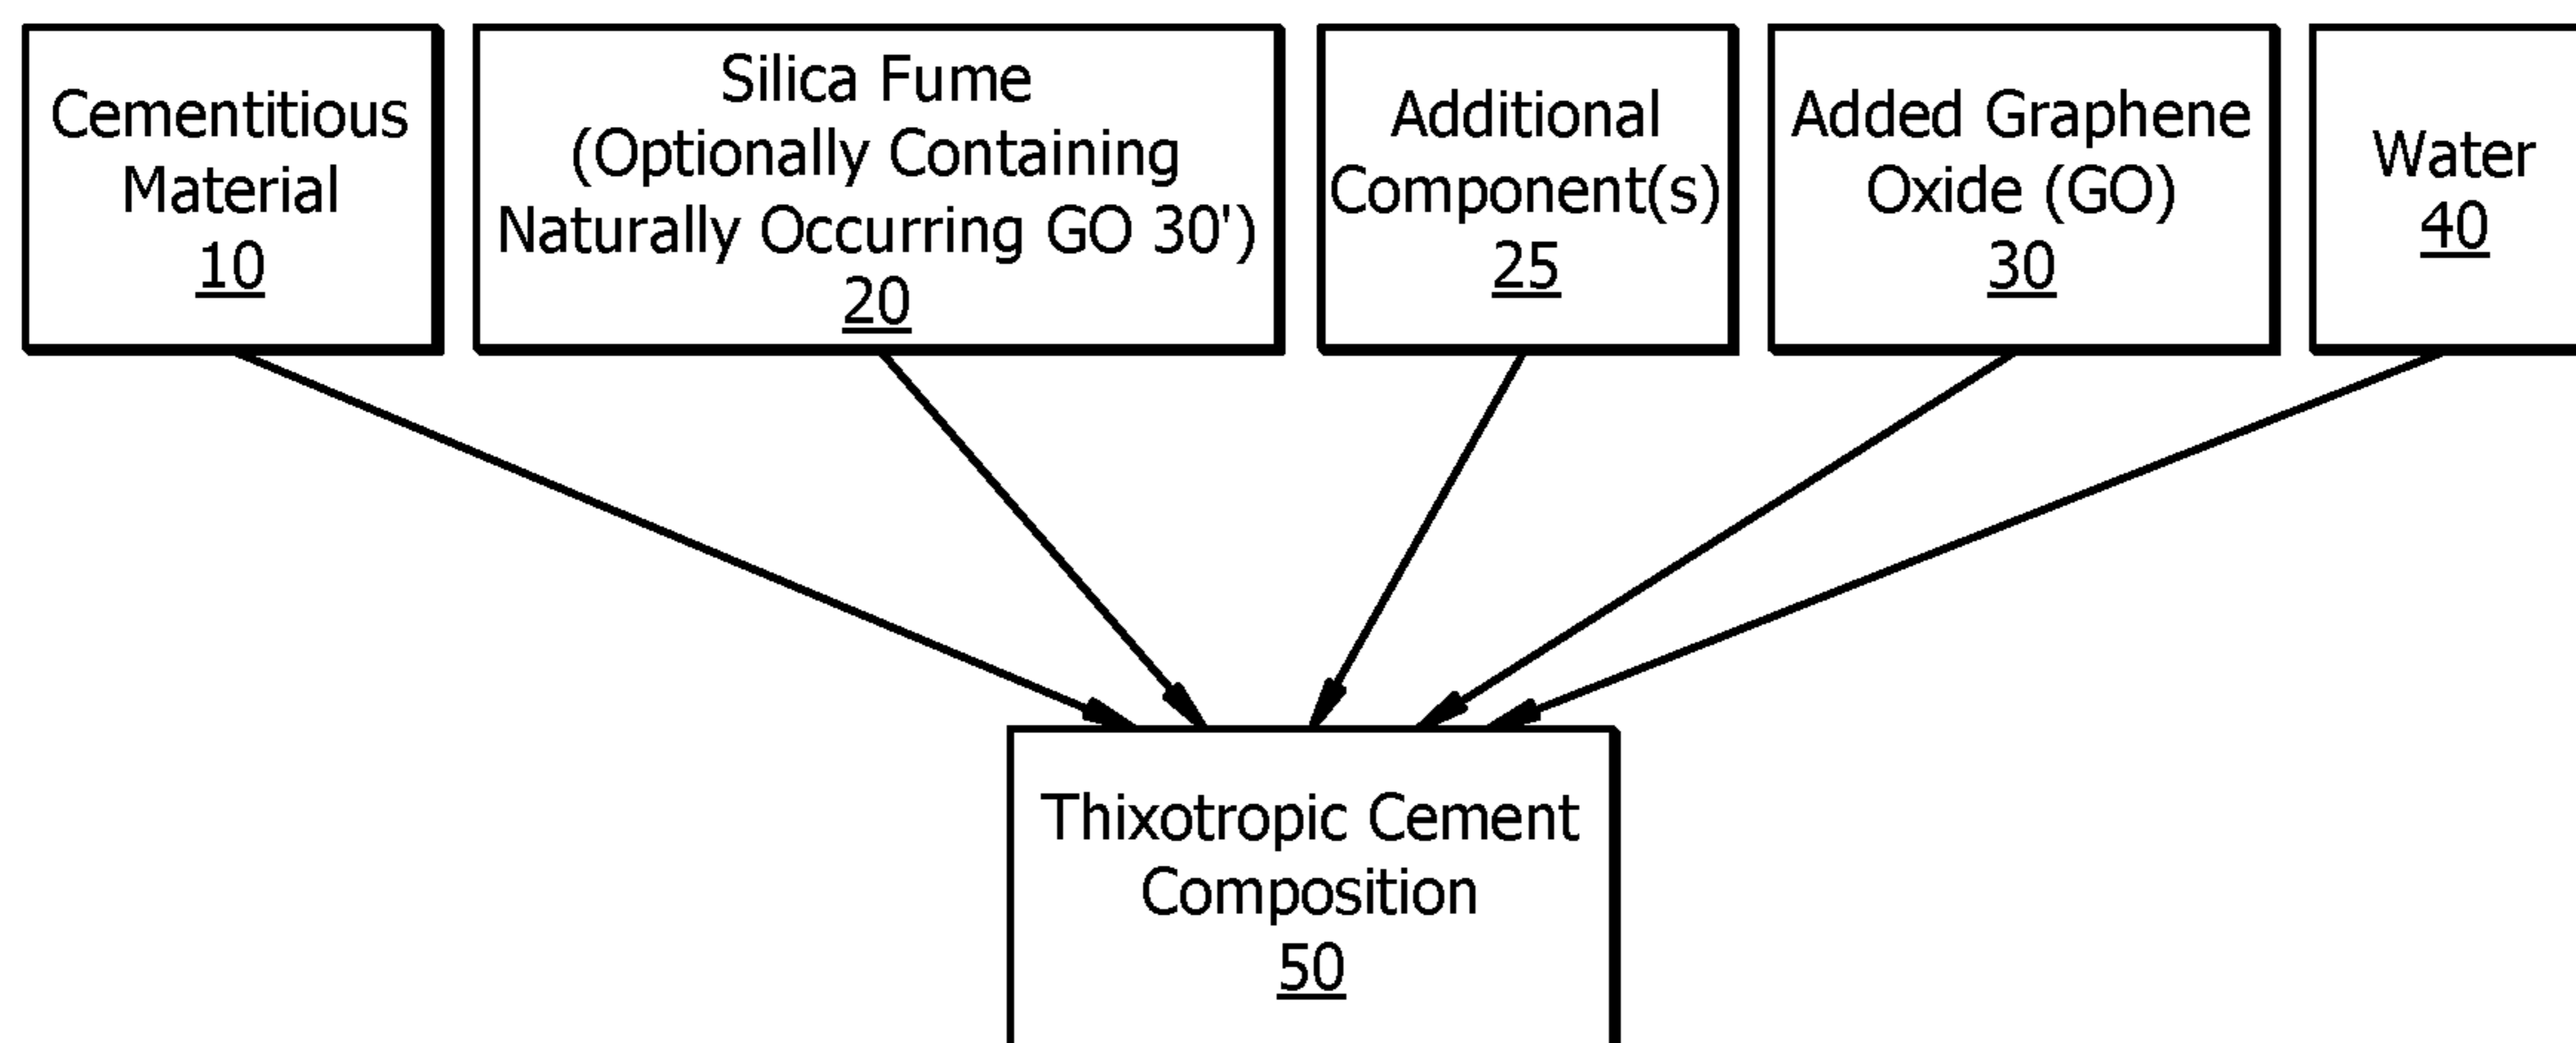 Cementitious
Material
10
Silica Fume
(Optionally Containing
Naturally Occurring GO 30')
20
Additional
Component(s)
25
Added Graphene
Oxide (GO)
30
Water
40
Thixotropic Cement
Composition
50